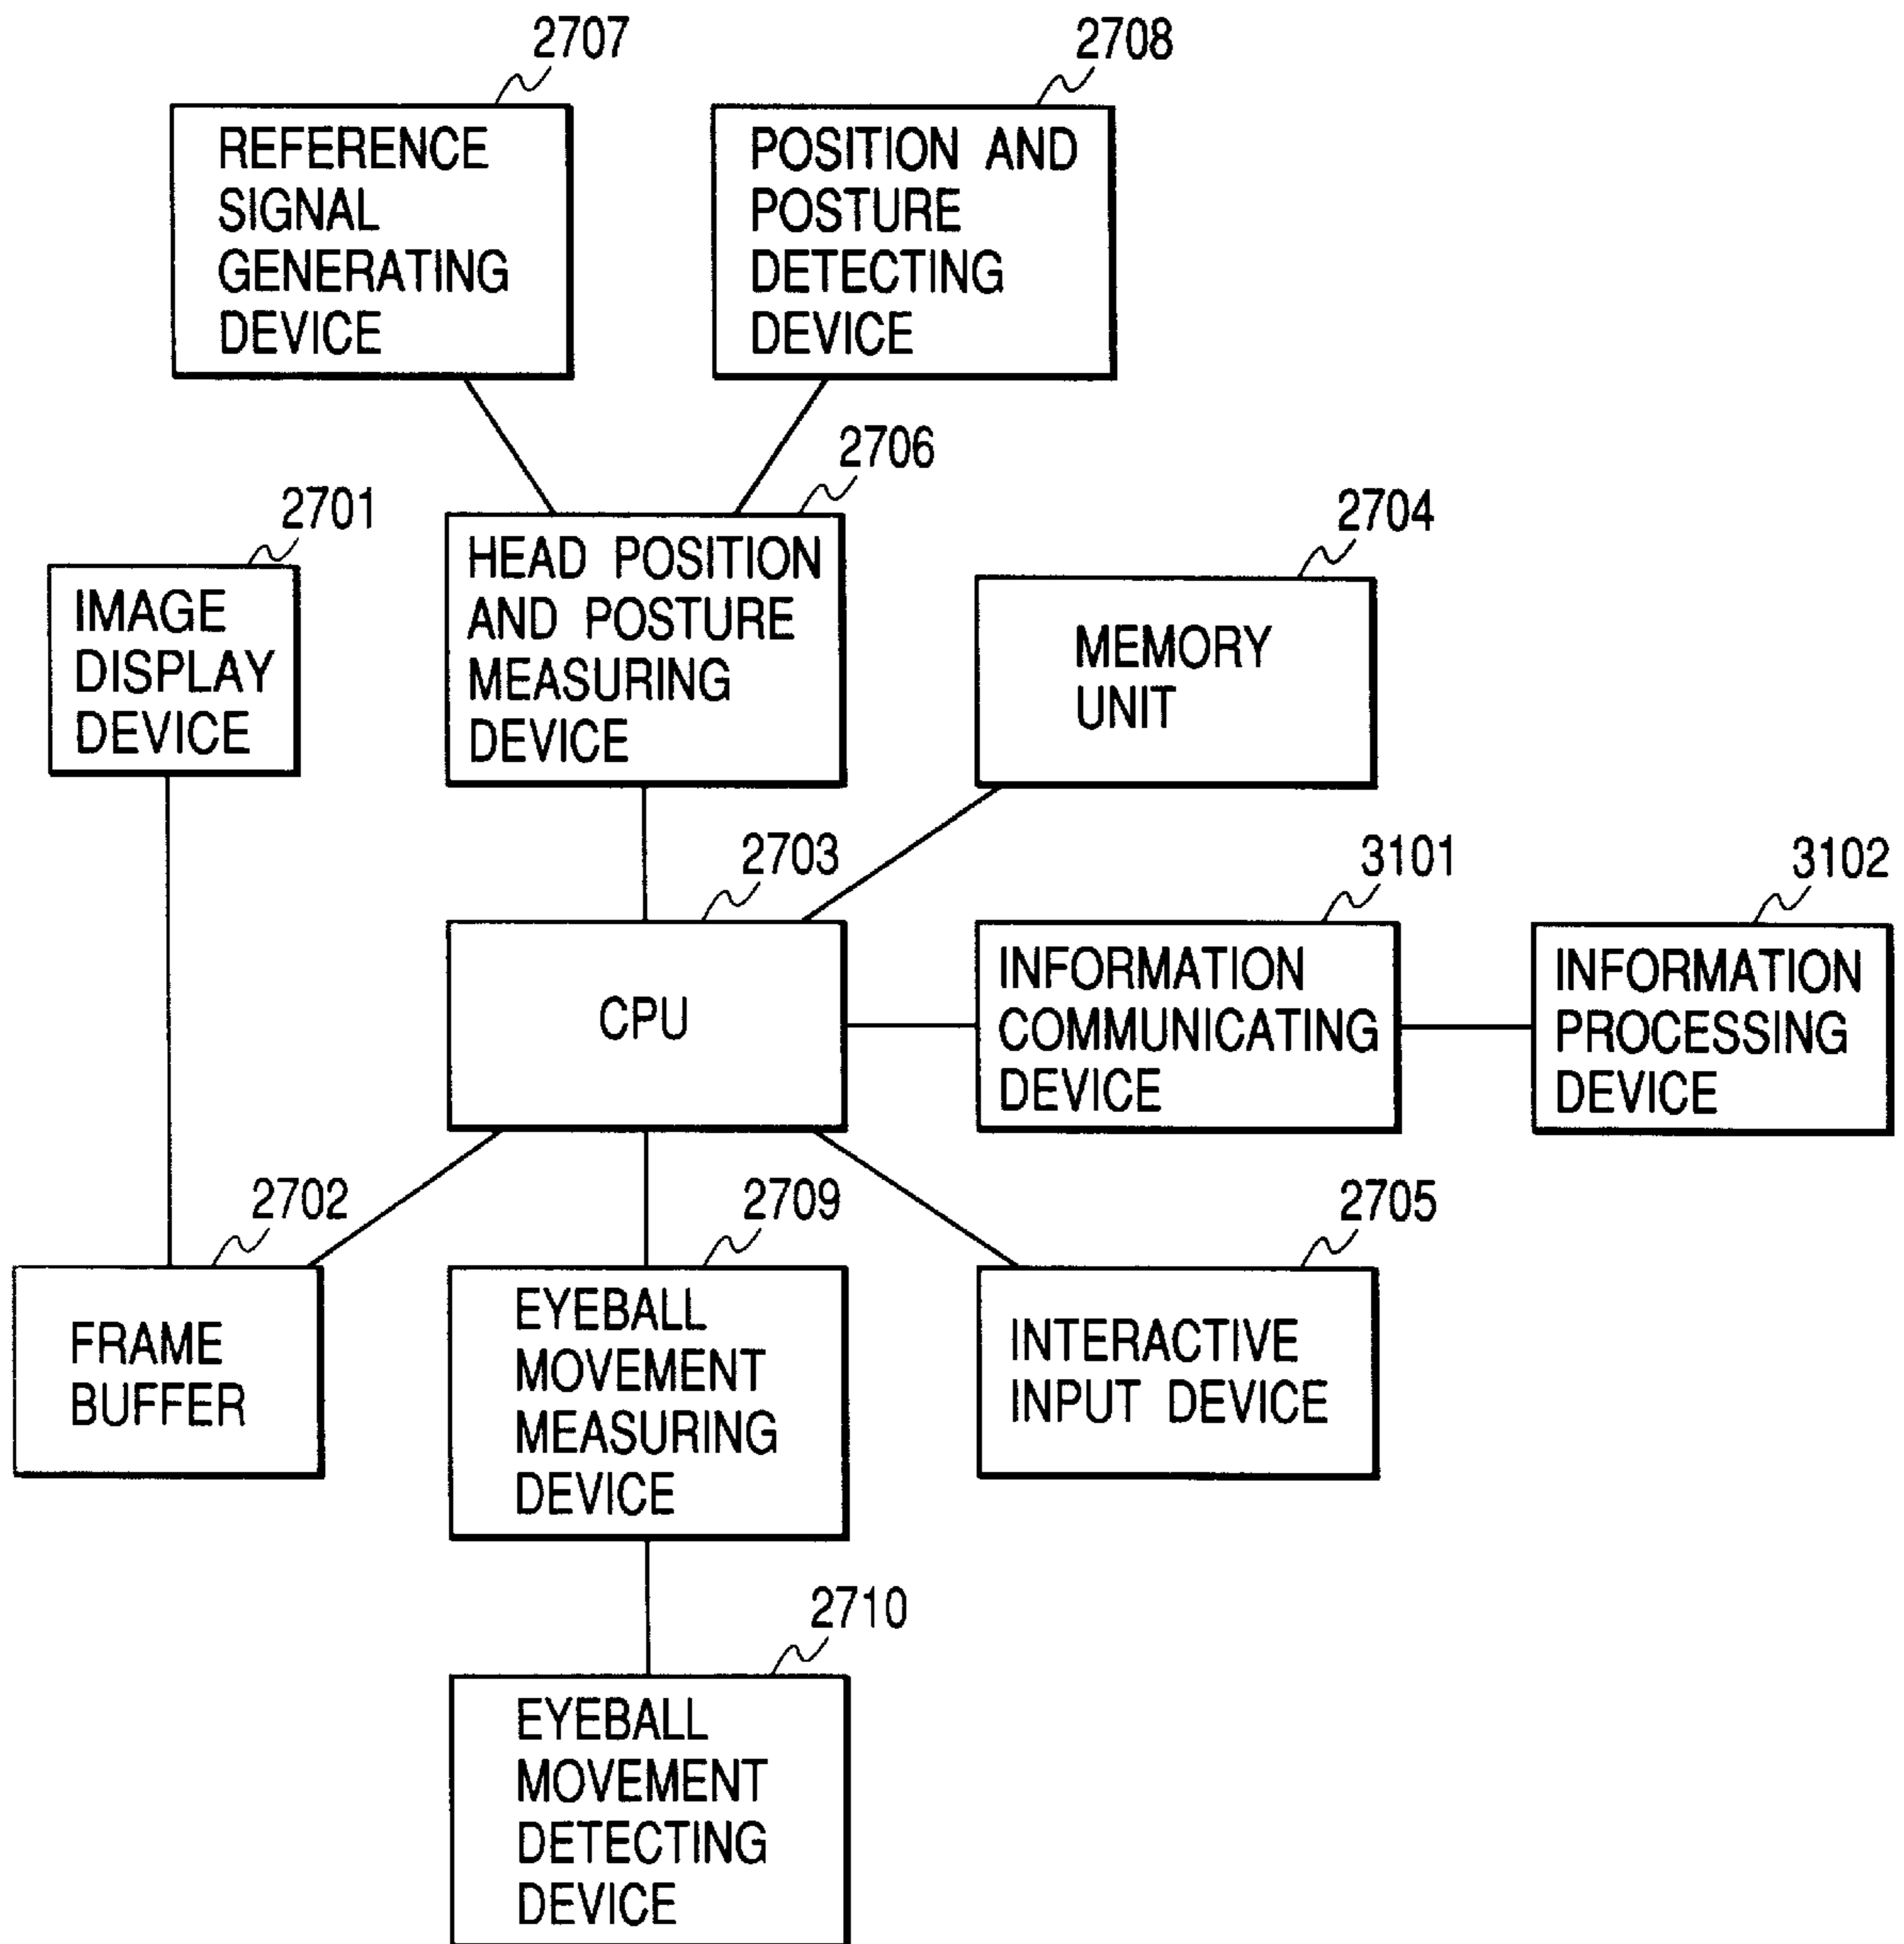 2707
2708
REFERENCE
SIGNAL
GENERATING
DEVICE
POSITION AND
POSTURE
DETECTING
DEVICE
2706
2701
2704
IMAGE
DISPLAY
DEVICE
HEAD POSITION
AND POSTURE
MEASURING
DEVICE
MEMORY
UNIT
2703
3101
3102
CPU
INFORMATION
COMMUNICATING
DEVICE
INFORMATION
PROCESSING
DEVICE
2702
2709
2705
FRAME
BUFFER
EYEBALL
MOVEMENT
MEASURING
DEVICE
INTERACTIVE
INPUT DEVICE
2710
EYEBALL
MOVEMENT
DETECTING
DEVICE